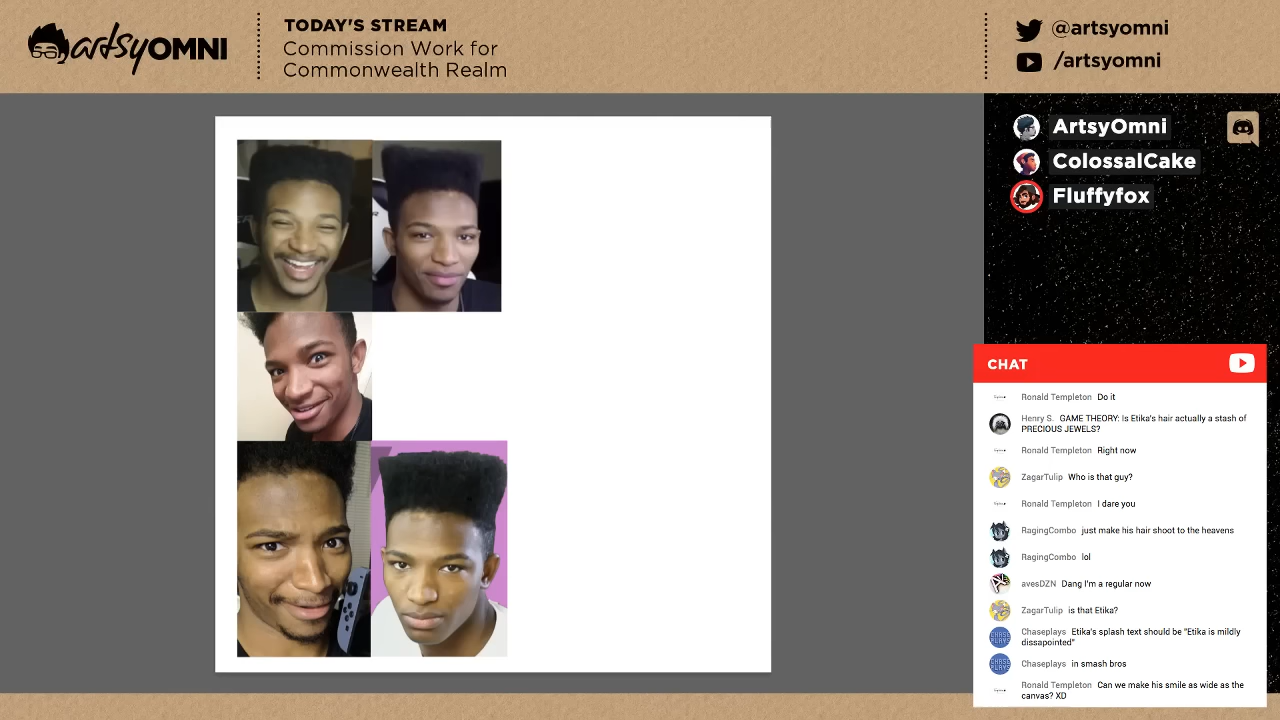 artsyOMNI
TODAY'S STREAM
Commission Work for
Commonwealth Realm
@artsyomni
/artsyomni
ArtsyOmni
ColossalCake
Fluffyfox
CHAT
Ronald Templeton Do it
Henry S. GAME THEORY: Is Etika's hair actually a stash of
PRECIOUS JEWELS?
Ronald Templeton Right now
ZagarTulip Who is that guy?
Ronald Templeton I dare you
RagingCombo just make his hair shoot to the heavens
RagingCombo lol
avesDZN Dang I'm a regular now
ZagarTulip is that Etika?
CHASE
PLAYS
Chaseplays Etika's splash text should be "Etika is mildly
dissapointed"
CHASE
PLAYS
Chaseplays in smash bros
Ronald Templeton Can we make his smile as wide as the
canvas? XD